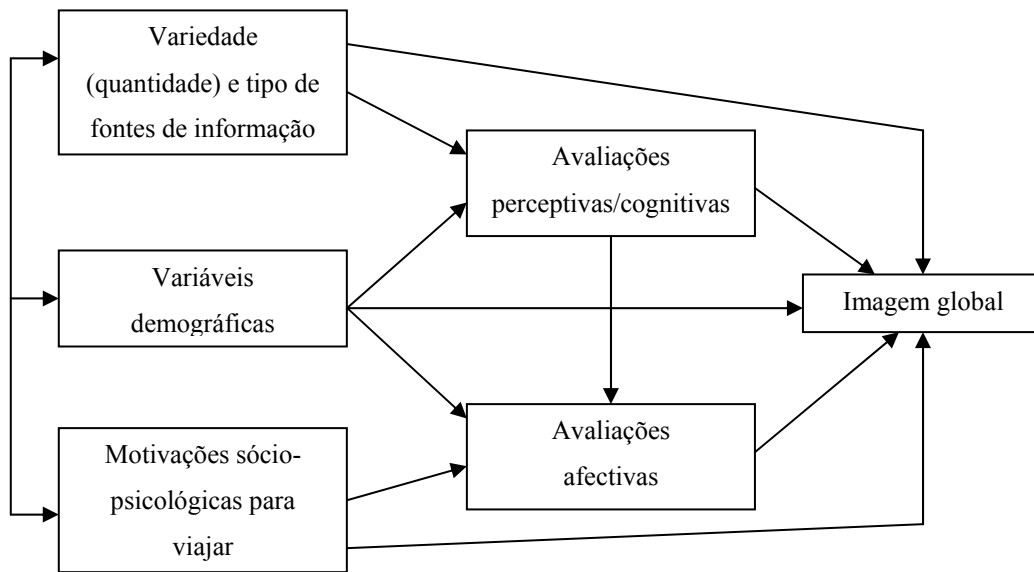 Variedade
(quantidade) e tipo de
fontes de informação
Avaliações
perceptivas/cognitivas
Variáveis
demográficas
Imagem global
Avaliações
afectivas
Motivações sócio-
psicológicas para
viajar